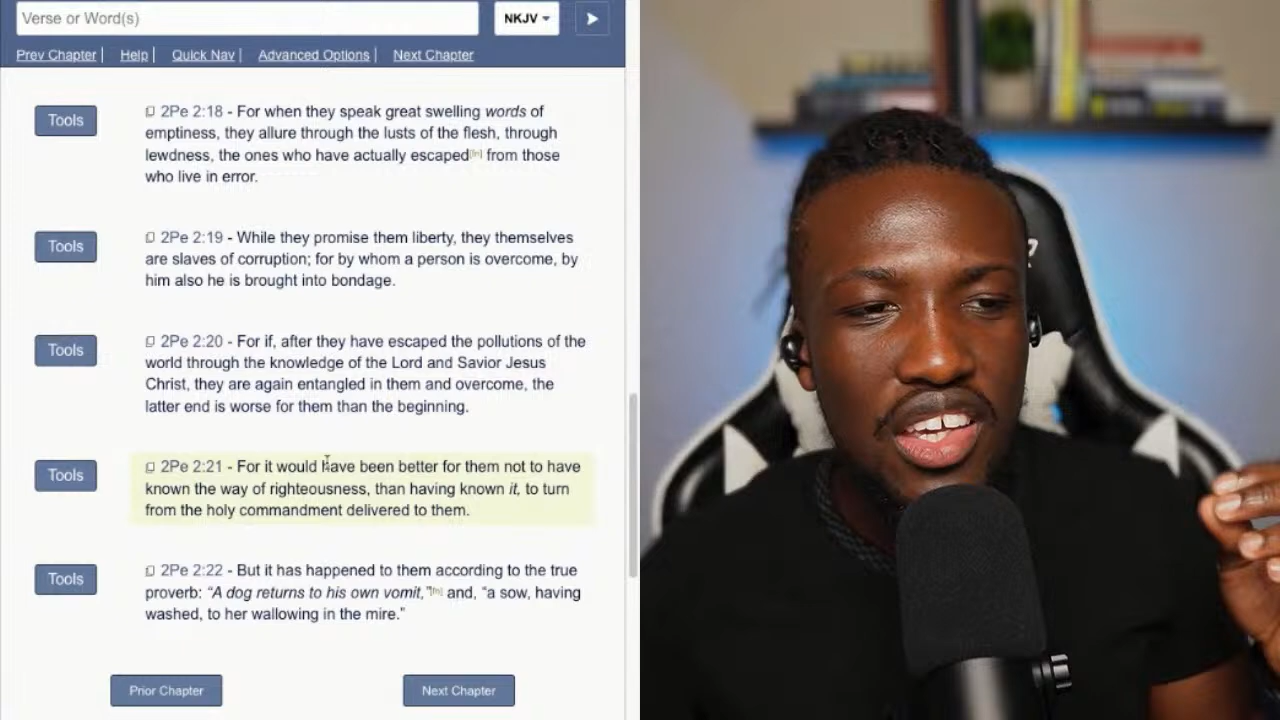 Verse or Word(s)
NKJV
Prev Chapter | Help | Quick Nav | Advanced Options | Next Chapter
Tools
2Pe 2:18 - For when they speak great swelling words of
emptiness, they allure through the lusts of the flesh, through
lewdness, the ones who have actually escaped[fn] from those
who live in error.
Tools
2Pe 2:19 - While they promise them liberty, they themselves
are slaves of corruption; for by whom a person is overcome, by
him also he is brought into bondage.
Tools
2Pe 2:20 - For if, after they have escaped the pollutions of the
world through the knowledge of the Lord and Savior Jesus
Christ, they are again entangled in them and overcome, the
latter end is worse for them than the beginning.
Tools
2Pe 2:21 - For it would have been better for them not to have
known the way of righteousness, than having known it, to turn
from the holy commandment delivered to them.
Tools
2Pe 2:22 - But it has happened to them according to the true
proverb: “A dog returns to his own vomit,”[fn] and, “a sow, having
washed, to her wallowing in the mire.”
Prior Chapter
Next Chapter